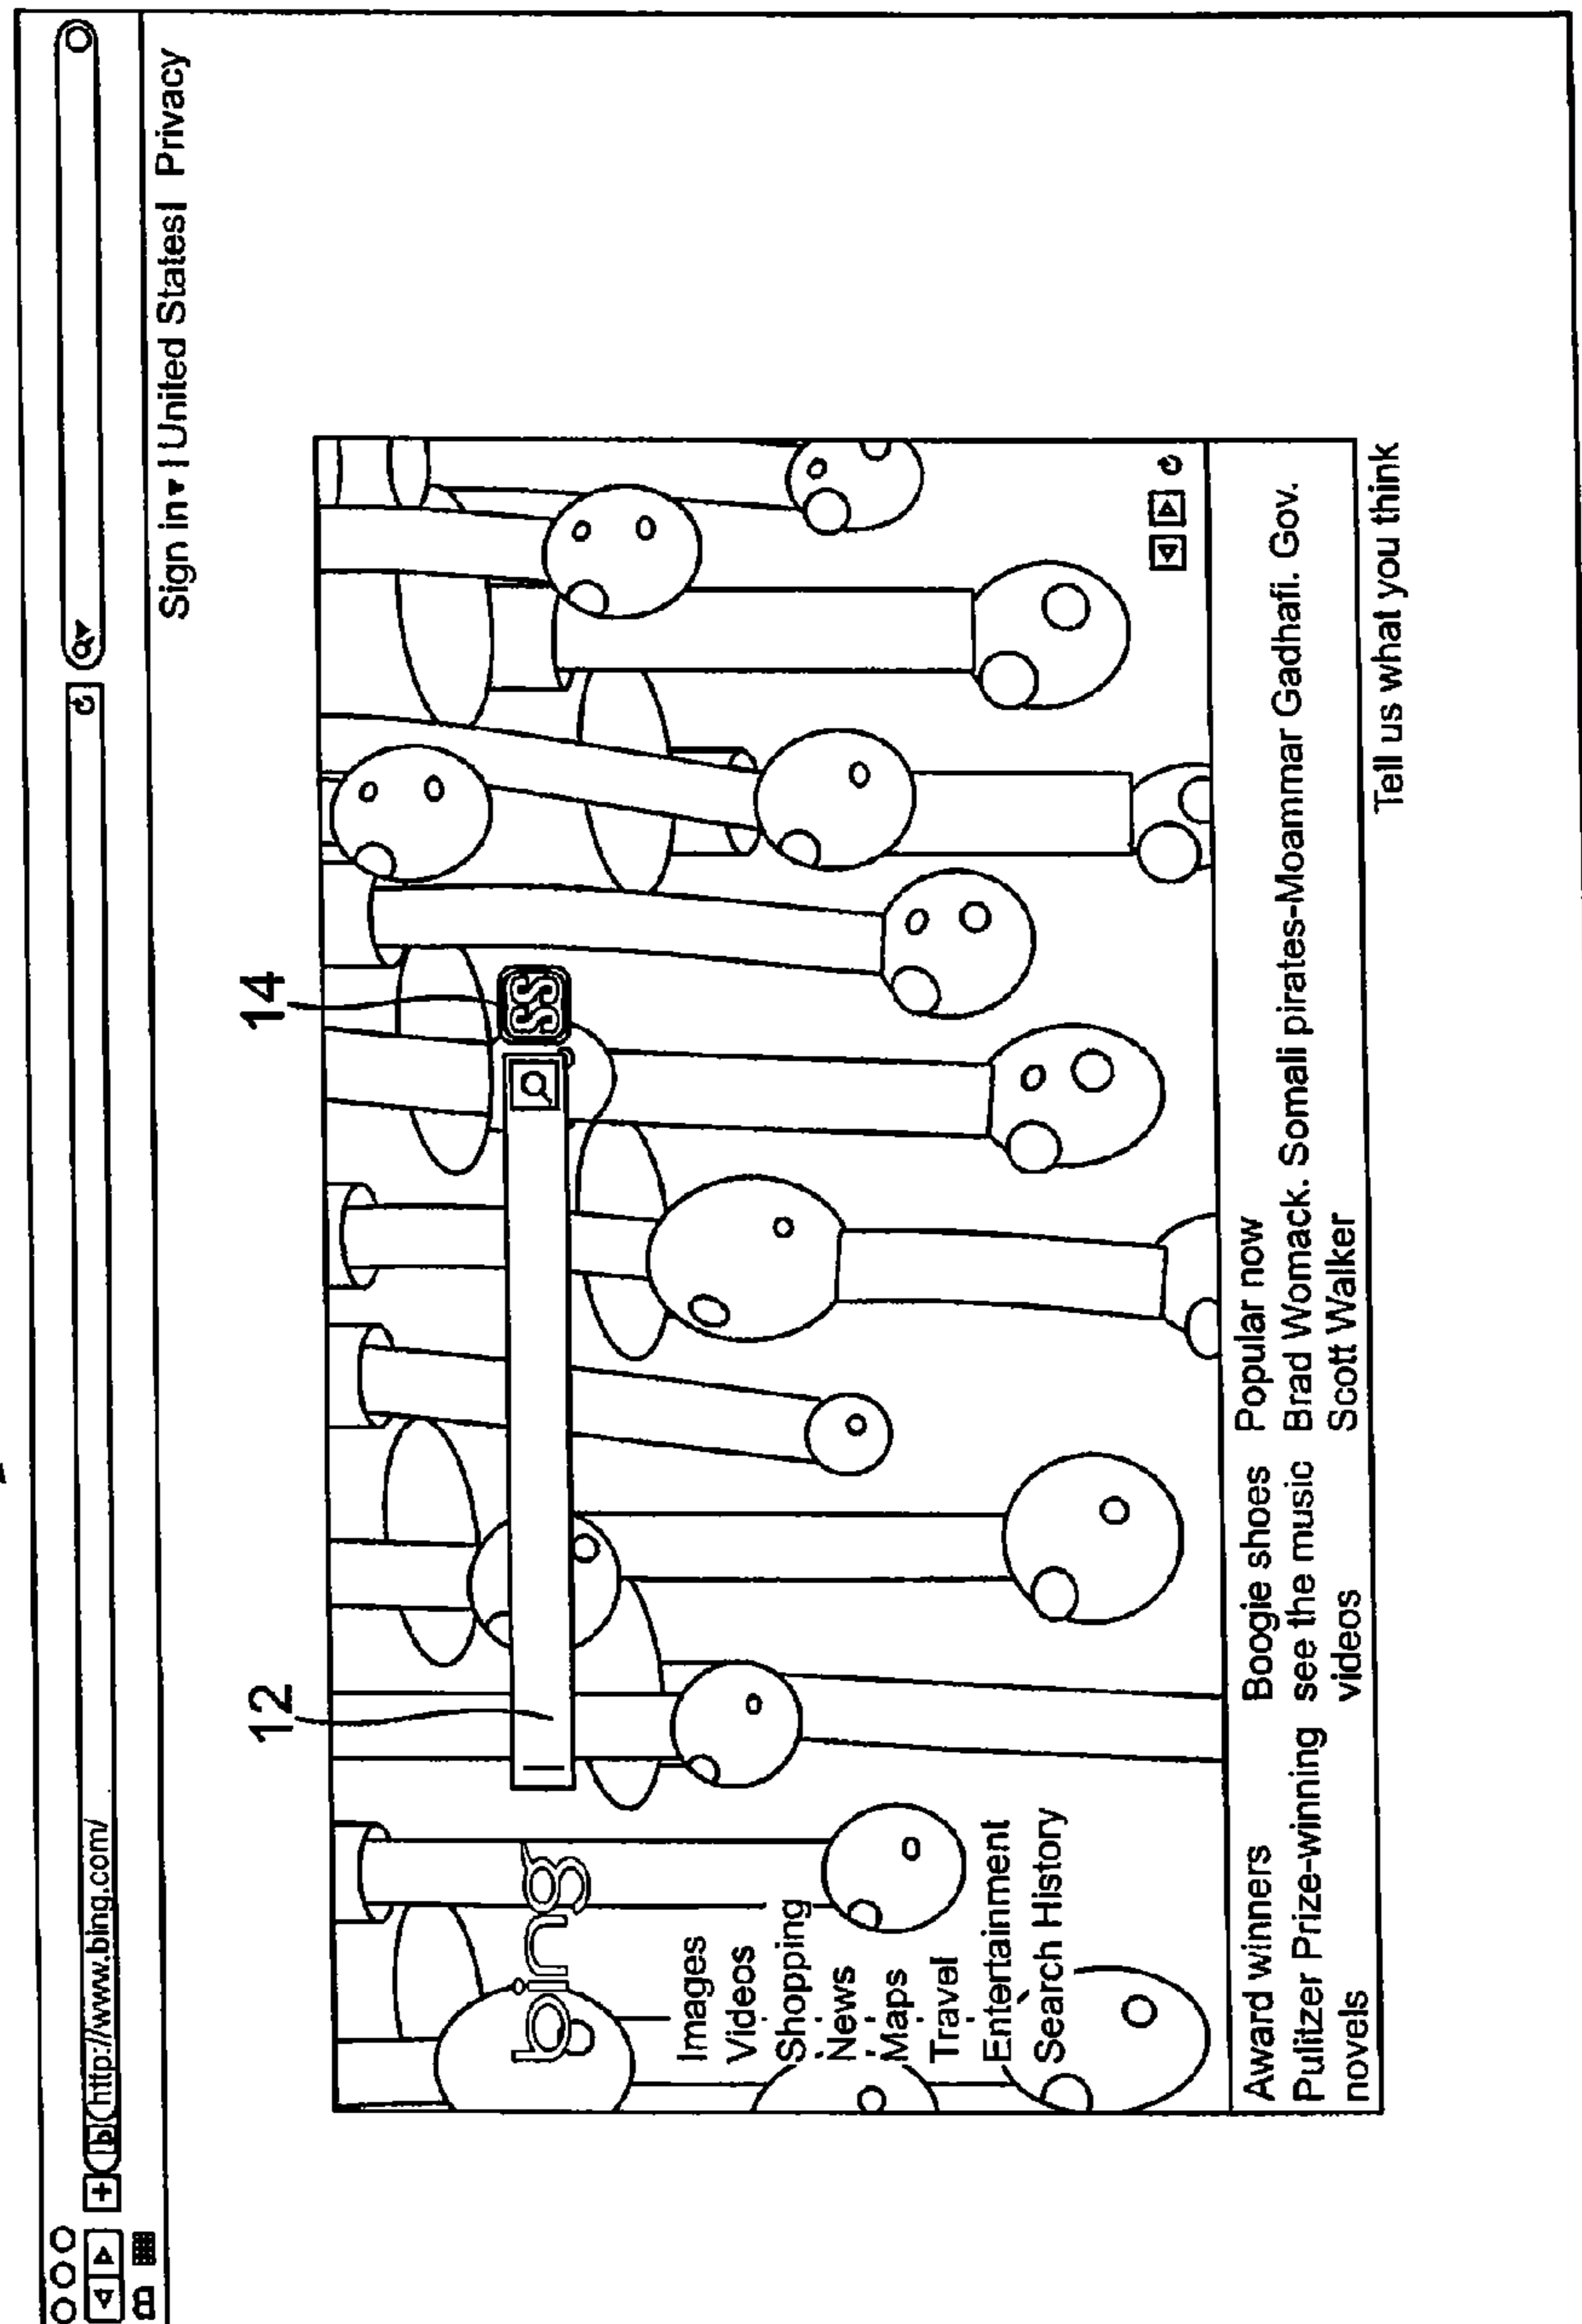 http://www.bing.com/
Sign in▾ | United States | Privacy
12
14
bing
SS
Images
Videos
Shopping
News
Maps
Travel
Entertainment
Search History
Award winners
Pulitzer Prize-winning
novels
Boogie shoes
see the music
videos
Popular now
Brad Womack. Somali pirates-Moammar Gadhafi. Gov.
Scott Walker
Tell us what you think